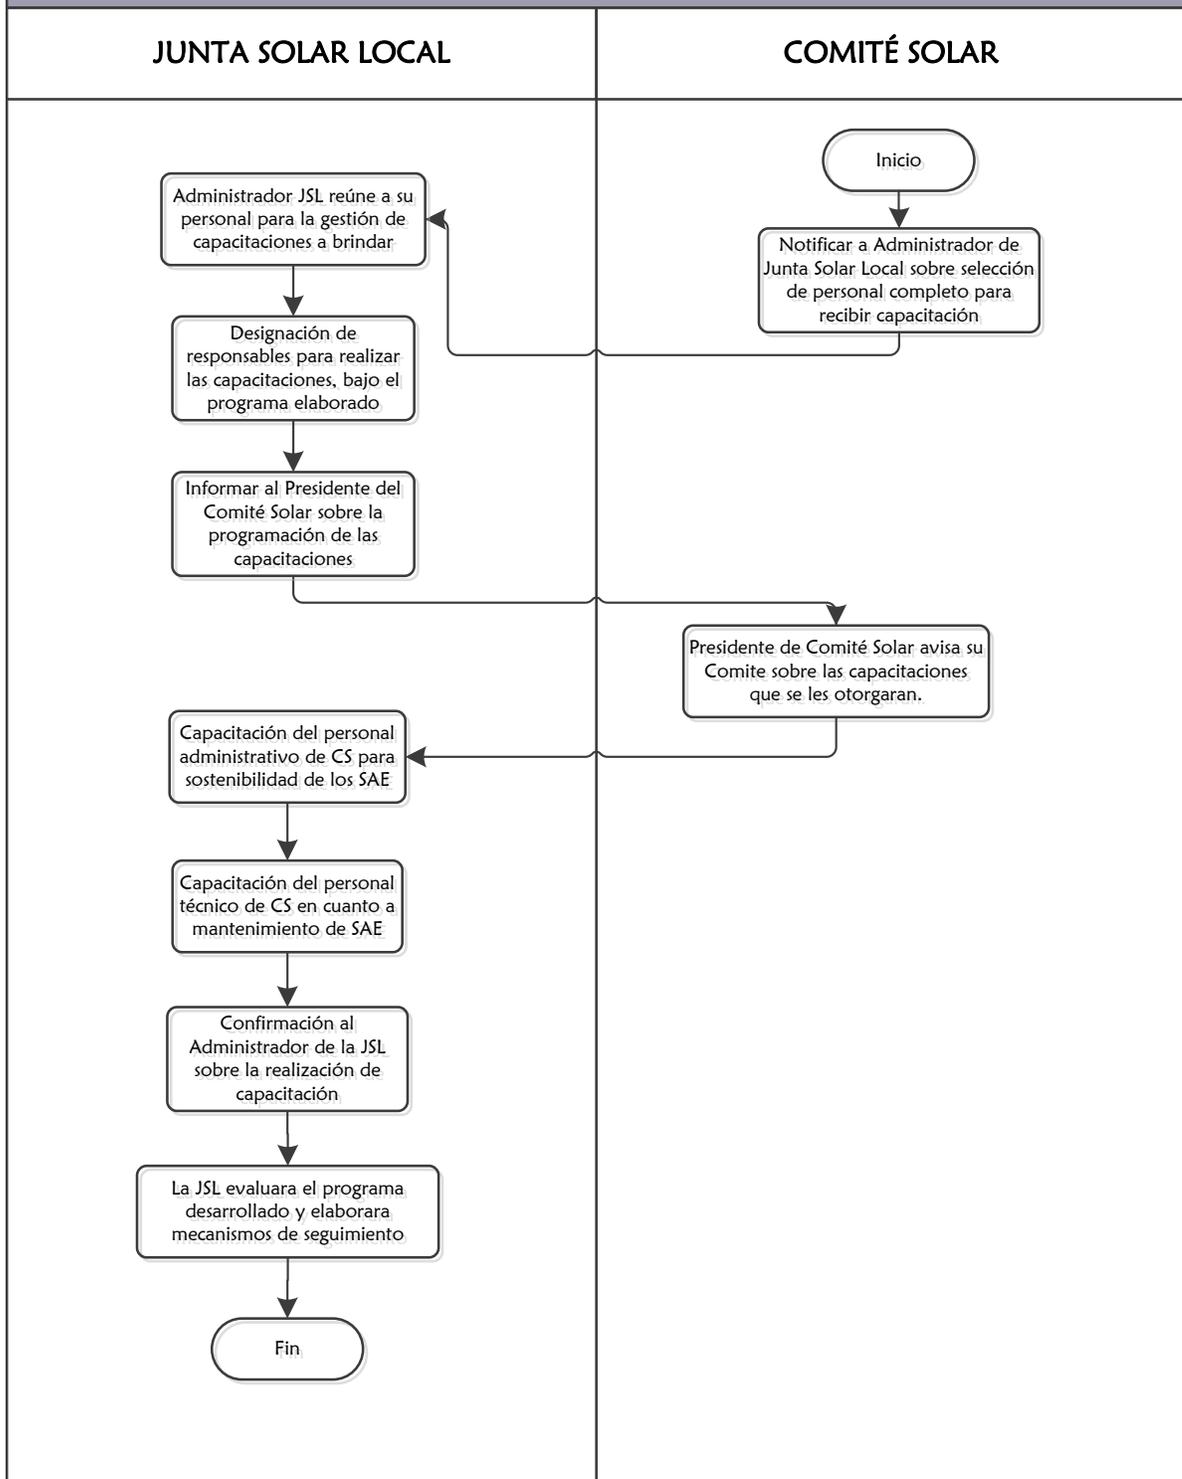 JUNTA SOLAR LOCAL
COMITÉ SOLAR
Inicio
Notificar a Administrador de
Junta Solar Local sobre selección
de personal completo para
recibir capacitación
Administrador JSL reúne a su
personal para la gestión de
capacitaciones a brindar
Designación de
responsables para realizar
las capacitaciones, bajo el
programa elaborado
Informar al Presidente del
Comité Solar sobre la
programación de las
capacitaciones
Presidente de Comité Solar avisa su
Comite sobre las capacitaciones
que se les otorgaran.
Capacitación del personal
administrativo de CS para
sostenibilidad de los SAE
Capacitación del personal
técnico de CS en cuanto a
mantenimiento de SAE
Confirmación al
Administrador de la JSL
sobre la realización de
capacitación
La JSL evaluara el programa
desarrollado y elaborara
mecanismos de seguimiento
Fin